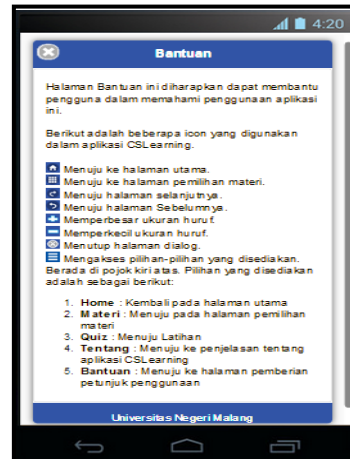 4:20
Bantuan
Halaman Bantuan ini diharapkan dapat membantu
pengguna dalam memahami penggunaan aplikasi
ini.
Berikut adalah beberapa icon yang digunakan
dalam aplikasi CSLearning.
Menuju ke halaman utama.
Menuju ke halaman pemilihan materi.
Menuju halaman selanjutnya.
Menuju halaman Sebelumnya.
Memperbesar ukuran huruf.
Memperkecil ukuran huruf.
Menutup halaman dialog.
Mengakses pilihan-pilihan yang disediakan.
Berada di pojok kiri atas. Pilihan yang disediakan
adalah sebagai berikut:
1. Home : Kembali pada halaman utama
2. Materi : Menuju pada halaman pemilihan
materi
3. Quiz : Menuju Latihan
4. Tentang : Menuju ke penjelasan tentang
aplikasi CSLearning
5. Bantuan : Menuju ke halaman pemberian
petunjuk penggunaan
Universitas Negeri Malang